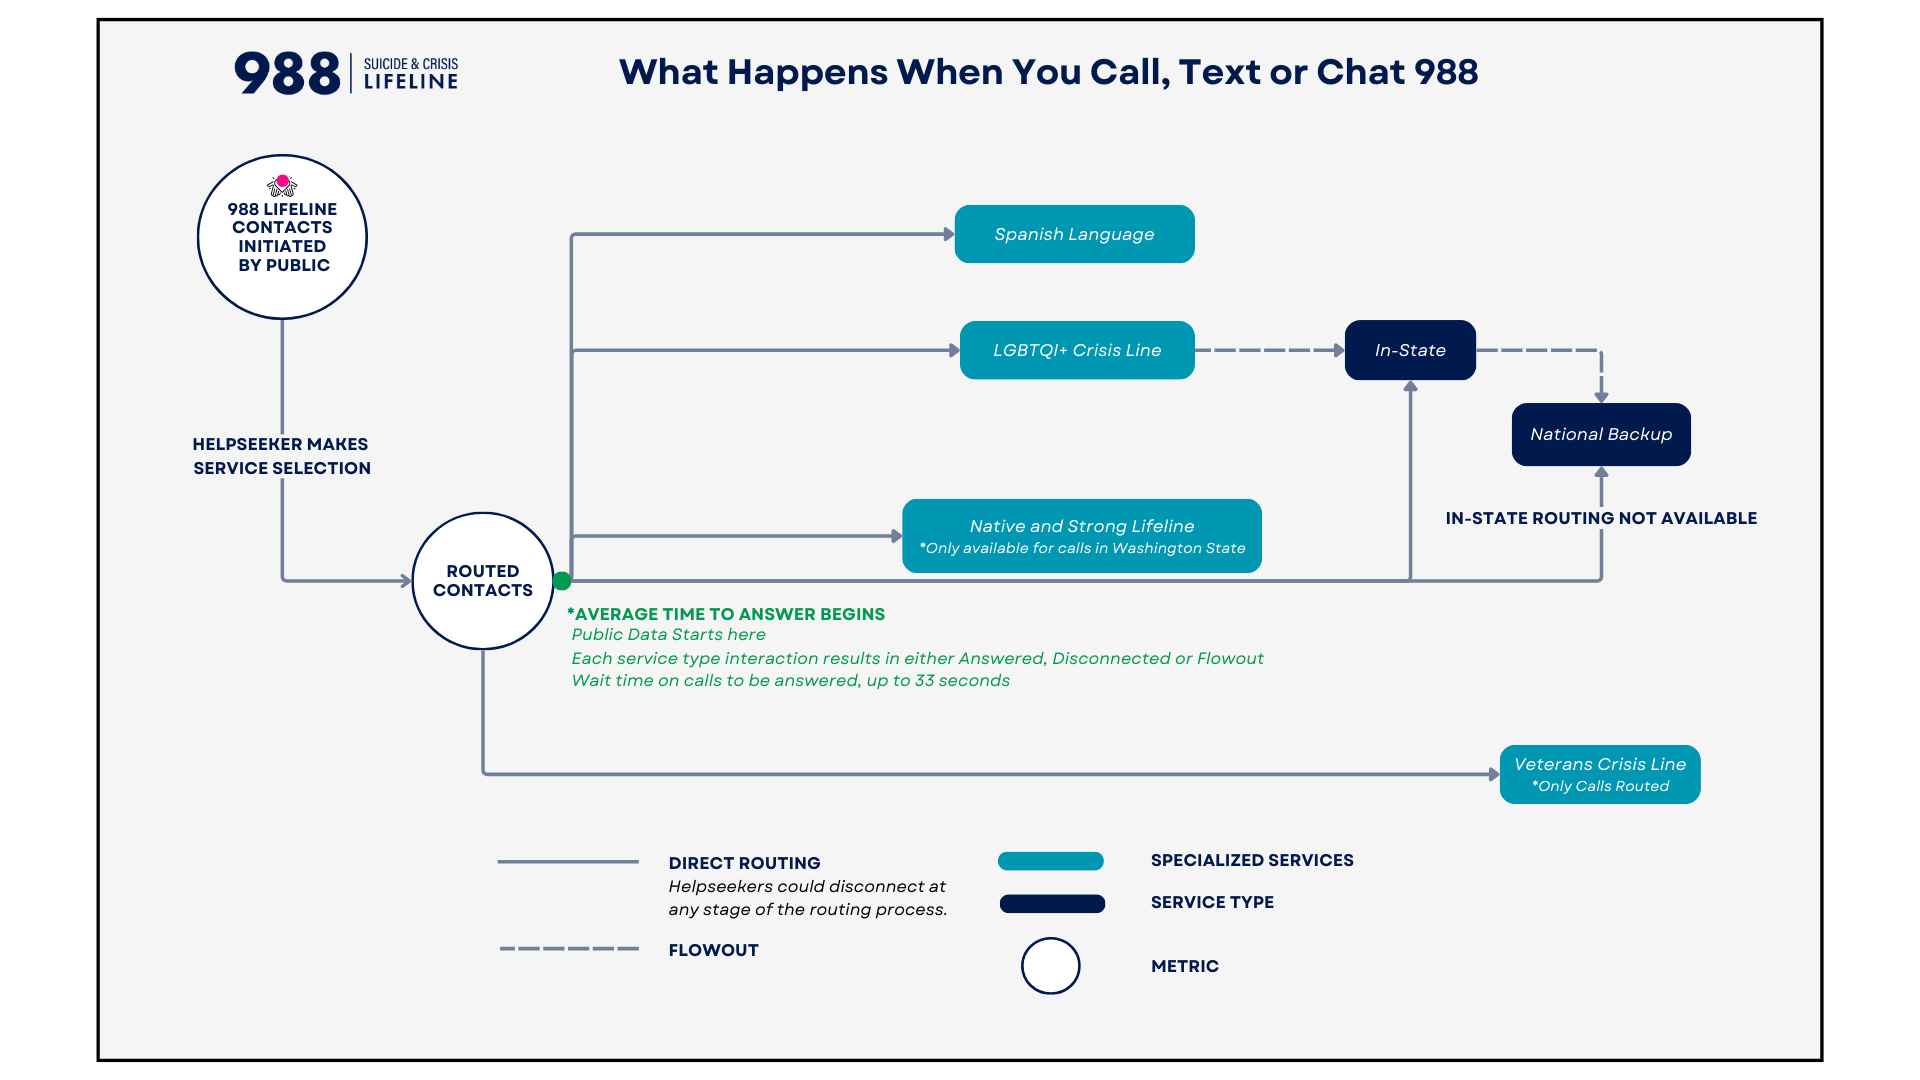 988 SUICIDE & CRISIS
LIFELINE
What Happens When You Call, Text or Chat 988
988 LIFELINE
CONTACTS
INITIATED
BY PUBLIC
Spanish Language
LGBTQI+ Crisis Line
In-State
National Backup
HELPSEEKER MAKES
SERVICE SELECTION
Native and Strong Lifeline
*Only available for calls in Washington State
IN-STATE ROUTING NOT AVAILABLE
ROUTED
CONTACTS
*AVERAGE TIME TO ANSWER BEGINS
Public Data Starts here
Each service type interaction results in either Answered, Disconnected or Flowout
Wait time on calls to be answered, up to 33 seconds
Veterans Crisis Line
*Only Calls Routed
DIRECT ROUTING
Helpseekers could disconnect at
any stage of the routing process.
FLOWOUT
SPECIALIZED SERVICES
SERVICE TYPE
METRIC